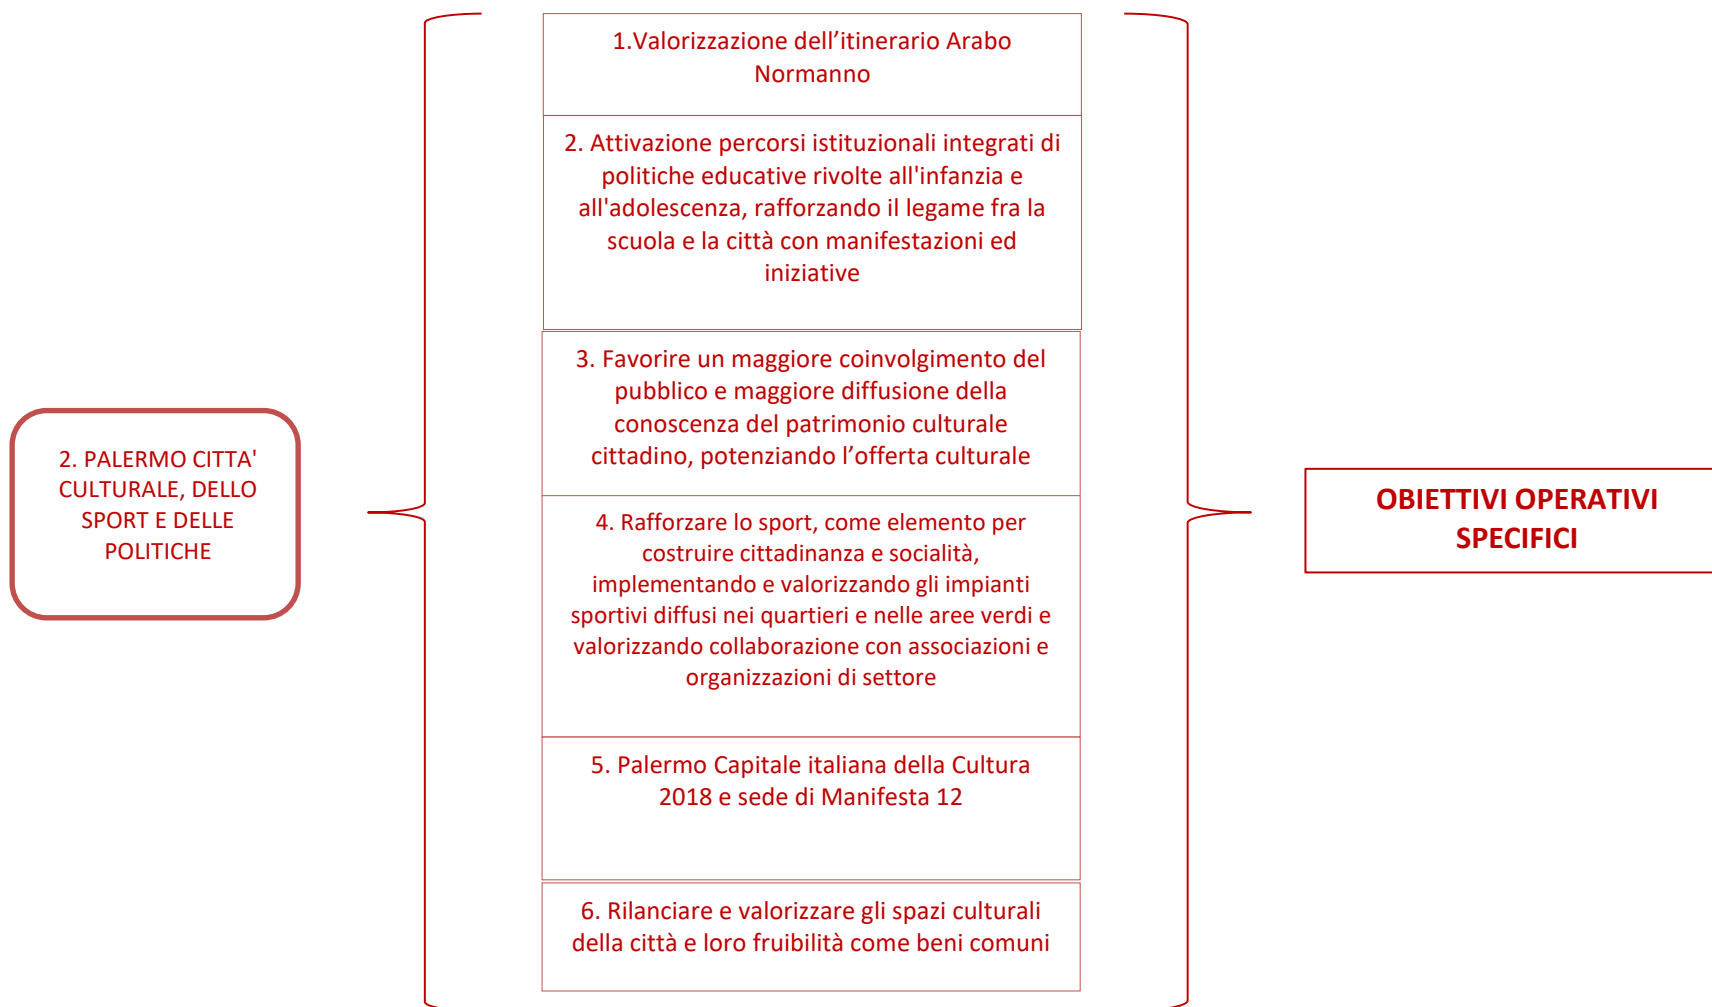 2. PALERMO CITTA'
CULTURALE, DELLO
SPORT E DELLE
POLITICHE
1.Valorizzazione dell’itinerario Arabo
Normanno
2. Attivazione percorsi istituzionali integrati di
politiche educative rivolte all'infanzia e
all'adolescenza, rafforzando il legame fra la
scuola e la città con manifestazioni ed
iniziative
3. Favorire un maggiore coinvolgimento del
pubblico e maggiore diffusione della
conoscenza del patrimonio culturale
cittadino, potenziando l’offerta culturale
4. Rafforzare lo sport, come elemento per
costruire cittadinanza e socialità,
implementando e valorizzando gli impianti
sportivi diffusi nei quartieri e nelle aree verdi e
valorizzando collaborazione con associazioni e
organizzazioni di settore
5. Palermo Capitale italiana della Cultura
2018 e sede di Manifesta 12
6. Rilanciare e valorizzare gli spazi culturali
della città e loro fruibilità come beni comuni
OBIETTIVI OPERATIVI
SPECIFICI